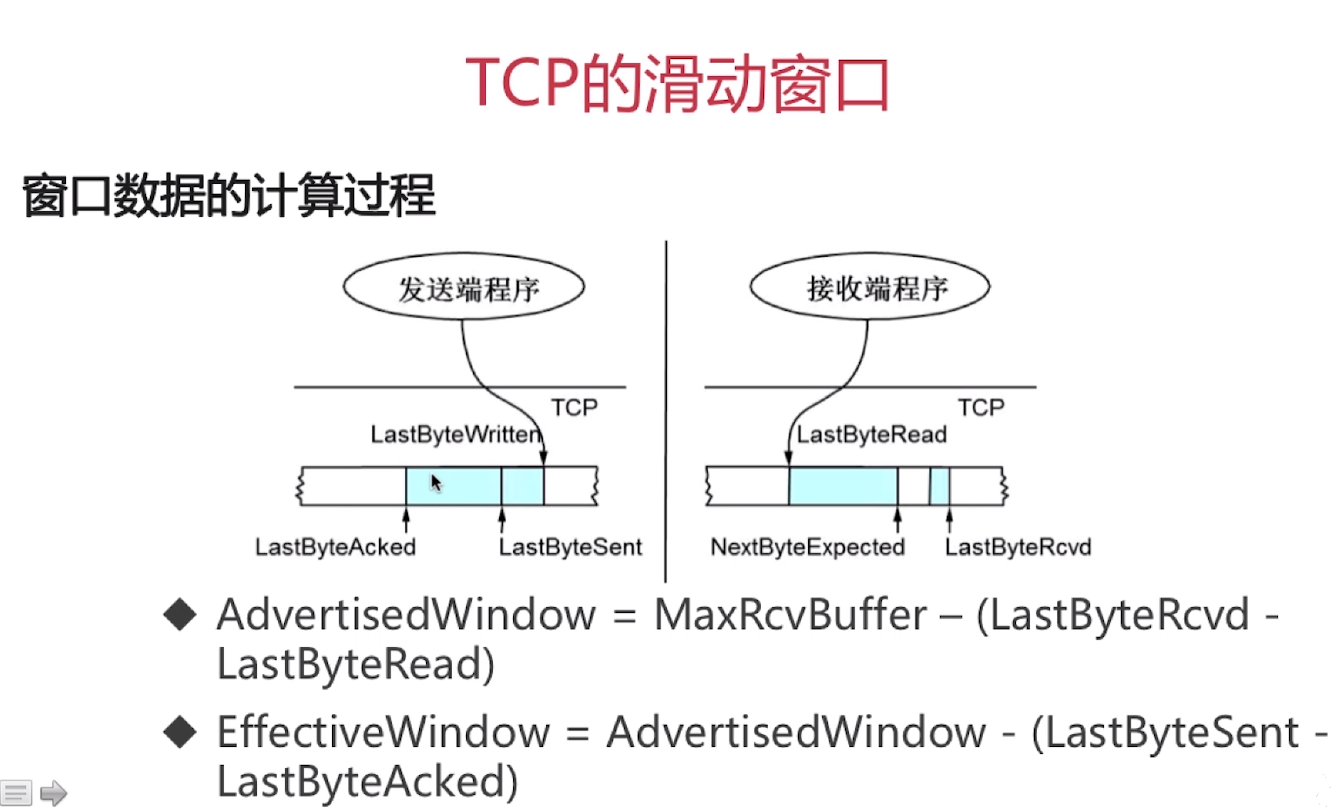 TCP的滑动窗口
窗口数据的计算过程
发送端程序
接收端程序
TCP
TCP
LastByteWritten
LastByteRead
LastByteAcked
LastByteSent
NextByteExpected
LastByteRcvd
◆ AdvertisedWindow = MaxRcvBuffer – (LastByteRcvd -
LastByteRead)
◆ EffectiveWindow = AdvertisedWindow - (LastByteSent -
LastByteAcked)